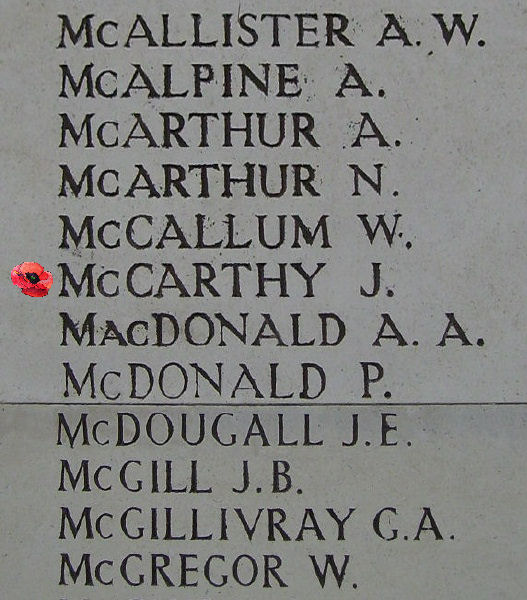 McALLISTER A. W.
McALPINE A.
McARTHUR A.
McARTHUR N.
McCALLUM W.
McCARTHY J.
MacDONALD A. A.
McDONALD P.
McDOUGALL J.E.
McGILL J.B.
McGILLIVRAY G.A.
McGREGOR W.